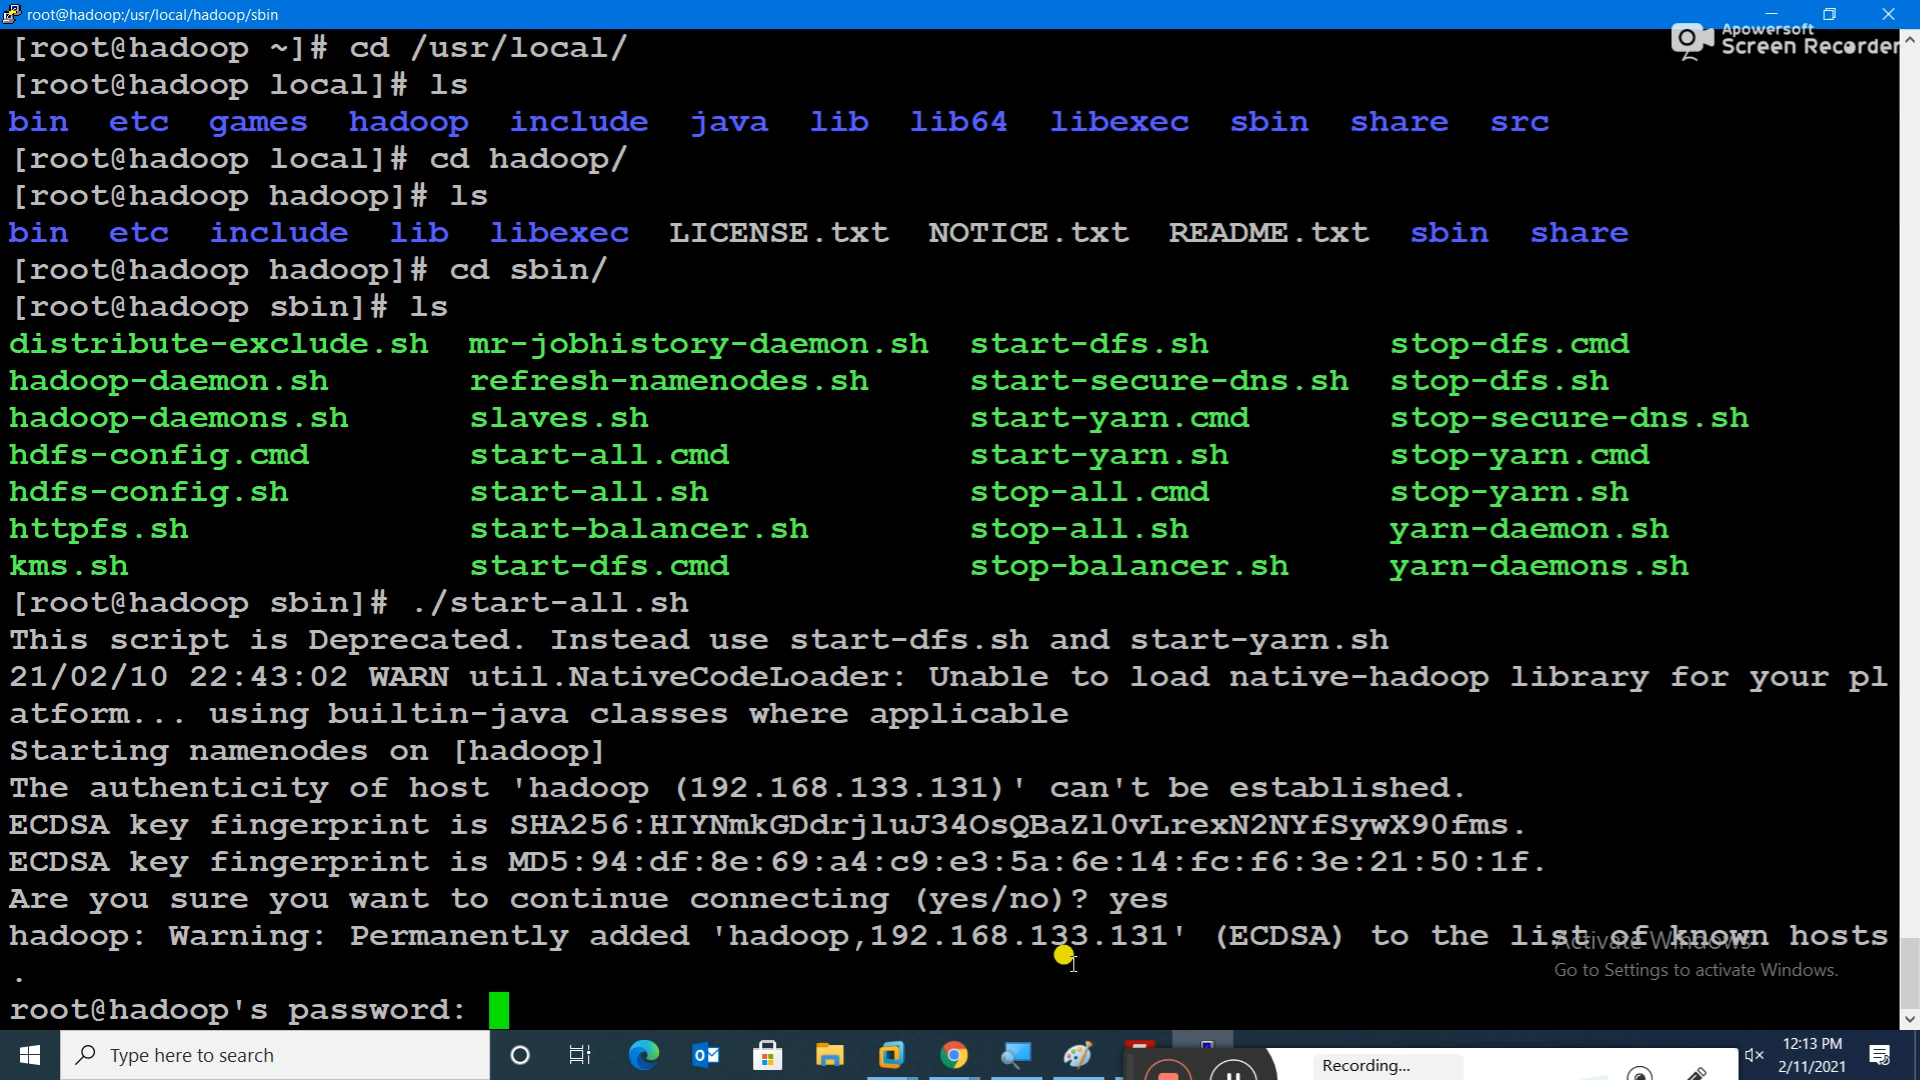 root@hadoop:/usr/local/hadoop/sbin
Apowersoft
Screen Recorder
[root@hadoop ~]# cd /usr/local/
[root@hadoop local]# ls
bin  etc  games  hadoop  include  java  lib  lib64  libexec  sbin  share  src
[root@hadoop local]# cd hadoop/
[root@hadoop hadoop]# ls
bin  etc  include  lib  libexec  LICENSE.txt  NOTICE.txt  README.txt  sbin  share
[root@hadoop hadoop]# cd sbin/
[root@hadoop sbin]# ls
distribute-exclude.sh  mr-jobhistory-daemon.sh  start-dfs.sh  stop-dfs.cmd
hadoop-daemon.sh  refresh-namenodes.sh  start-secure-dns.sh  stop-dfs.sh
hadoop-daemons.sh  slaves.sh  start-yarn.cmd  stop-secure-dns.sh
hdfs-config.cmd  start-all.cmd  start-yarn.sh  stop-yarn.cmd
hdfs-config.sh  start-all.sh  stop-all.cmd  stop-yarn.sh
httpfs.sh  start-balancer.sh  stop-all.sh  yarn-daemon.sh
kms.sh  start-dfs.cmd  stop-balancer.sh  yarn-daemons.sh
[root@hadoop sbin]# ./start-all.sh
This script is Deprecated. Instead use start-dfs.sh and start-yarn.sh
21/02/10 22:43:02 WARN util.NativeCodeLoader: Unable to load native-hadoop library for your pl
atform... using builtin-java classes where applicable
Starting namenodes on [hadoop]
The authenticity of host 'hadoop (192.168.133.131)' can't be established.
ECDSA key fingerprint is SHA256:HIYNmkGDdrjluJ34OsQBaZl0vLrexN2NYfSywX90fms.
ECDSA key fingerprint is MD5:94:df:8e:69:a4:c9:e3:5a:6e:14:fc:f6:3e:21:50:1f.
Are you sure you want to continue connecting (yes/no)? yes
hadoop: Warning: Permanently added 'hadoop,192.168.133.131' (ECDSA) to the list of known hosts
.
Activate Windows
Go to Settings to activate Windows.
root@hadoop's password:
Type here to search
Recording...
12:13 PM
2/11/2021